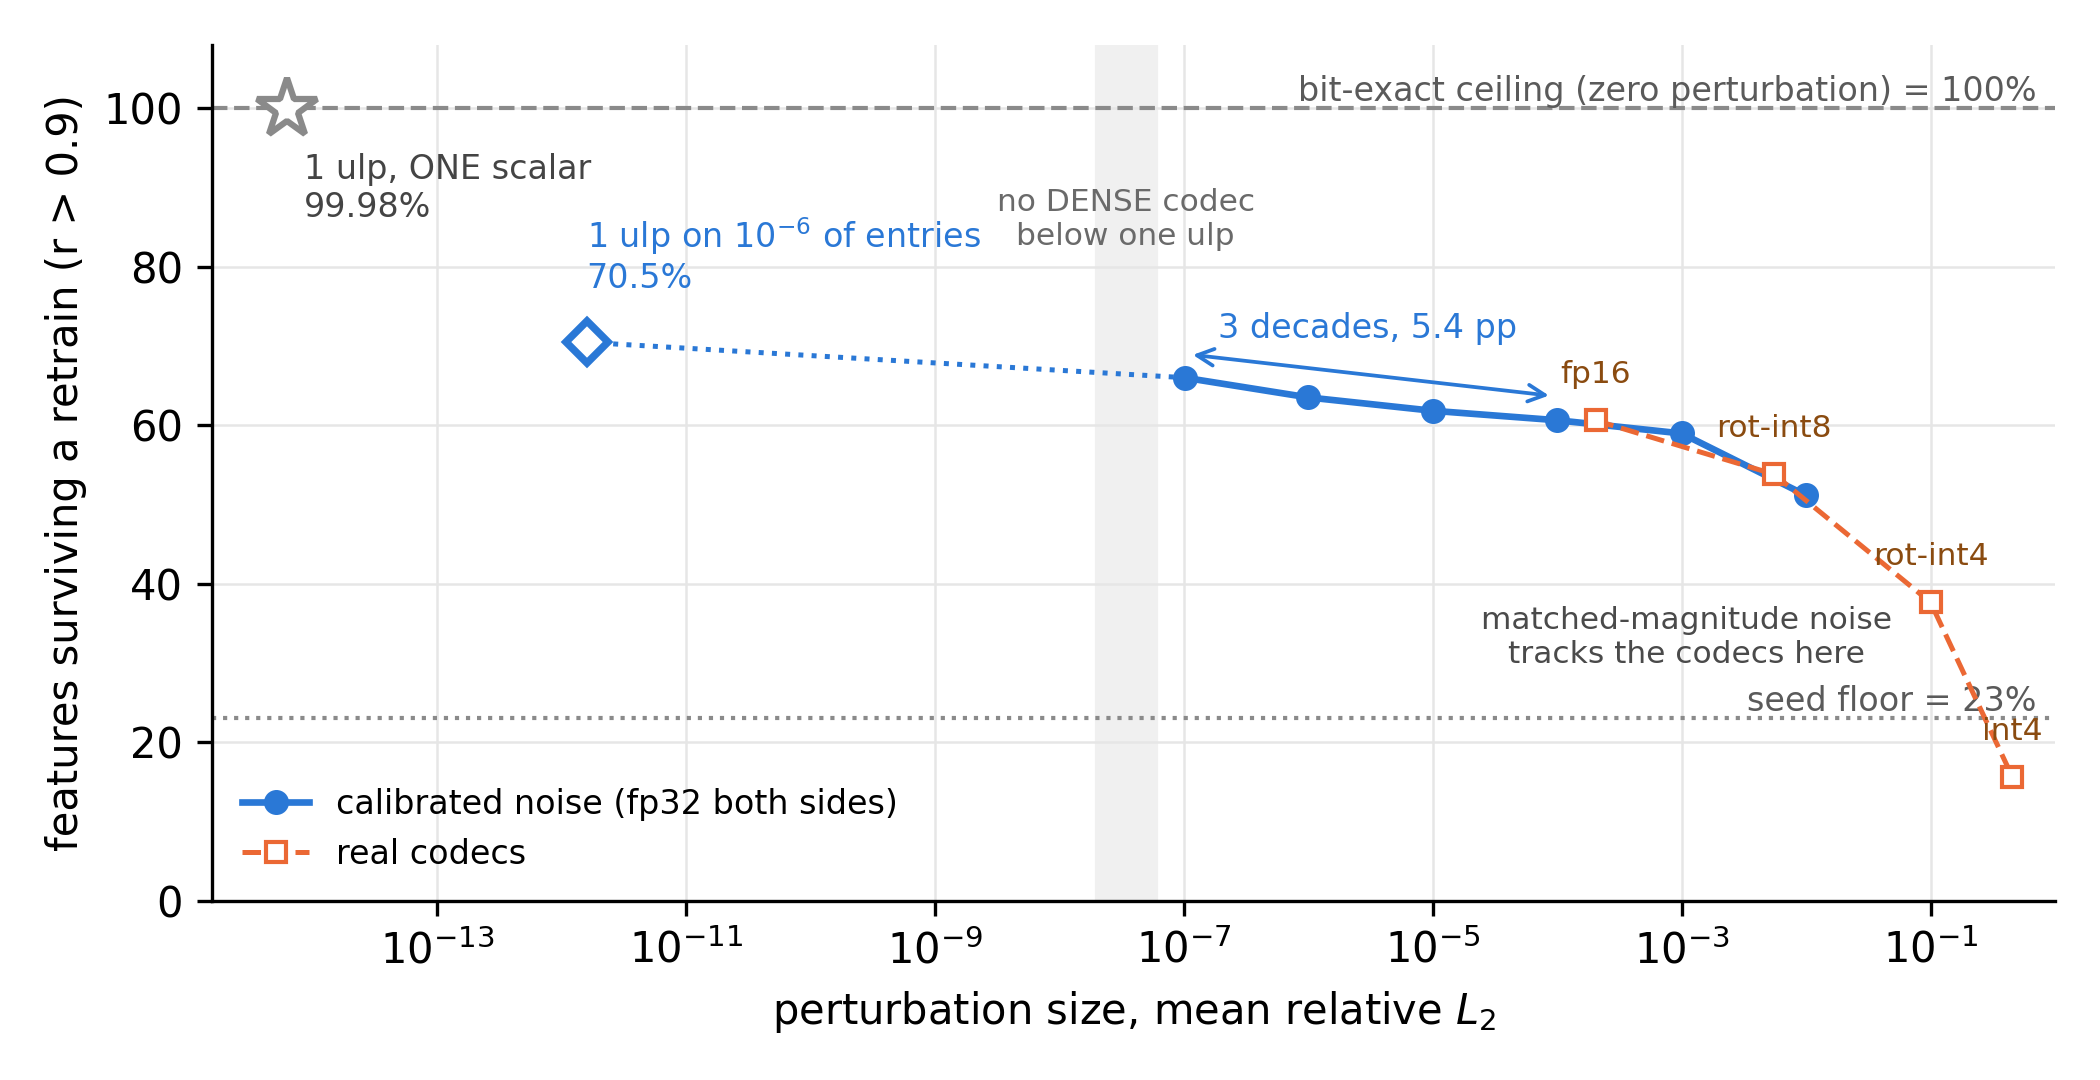 bit-exact ceiling (zero perturbation) = 100%
1 ulp, ONE scalar
99.98%
1 ulp on 10⁻⁶ of entries
70.5%
no DENSE codec
below one ulp
3 decades, 5.4 pp
fp16
rot-int8
rot-int4
matched-magnitude noise
tracks the codecs here
seed floor = 23%
int4
calibrated noise (fp32 both sides)
real codecs
features surviving a retrain (r > 0.9)
100
80
60
40
20
0
10⁻¹³
10⁻¹¹
10⁻⁹
10⁻⁷
10⁻⁵
10⁻³
10⁻¹
perturbation size, mean relative L₂